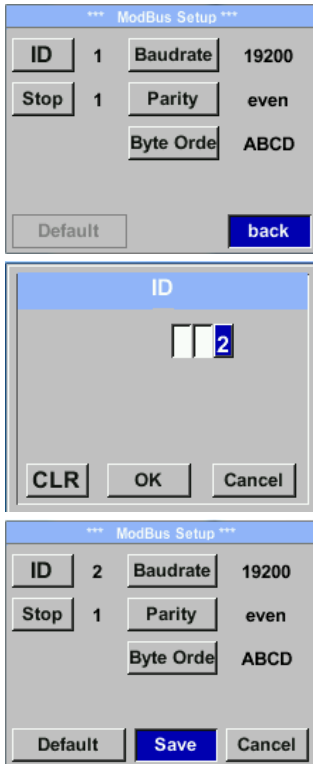 *** ModBus Setup ***
ID 1 Baudrate 19200
Stop 1 Parity even
Byte Orde ABCD
Default back
ID
2
CLR OK Cancel
*** ModBus Setup ***
ID 2 Baudrate 19200
Stop 1 Parity even
Byte Orde ABCD
Default Save Cancel